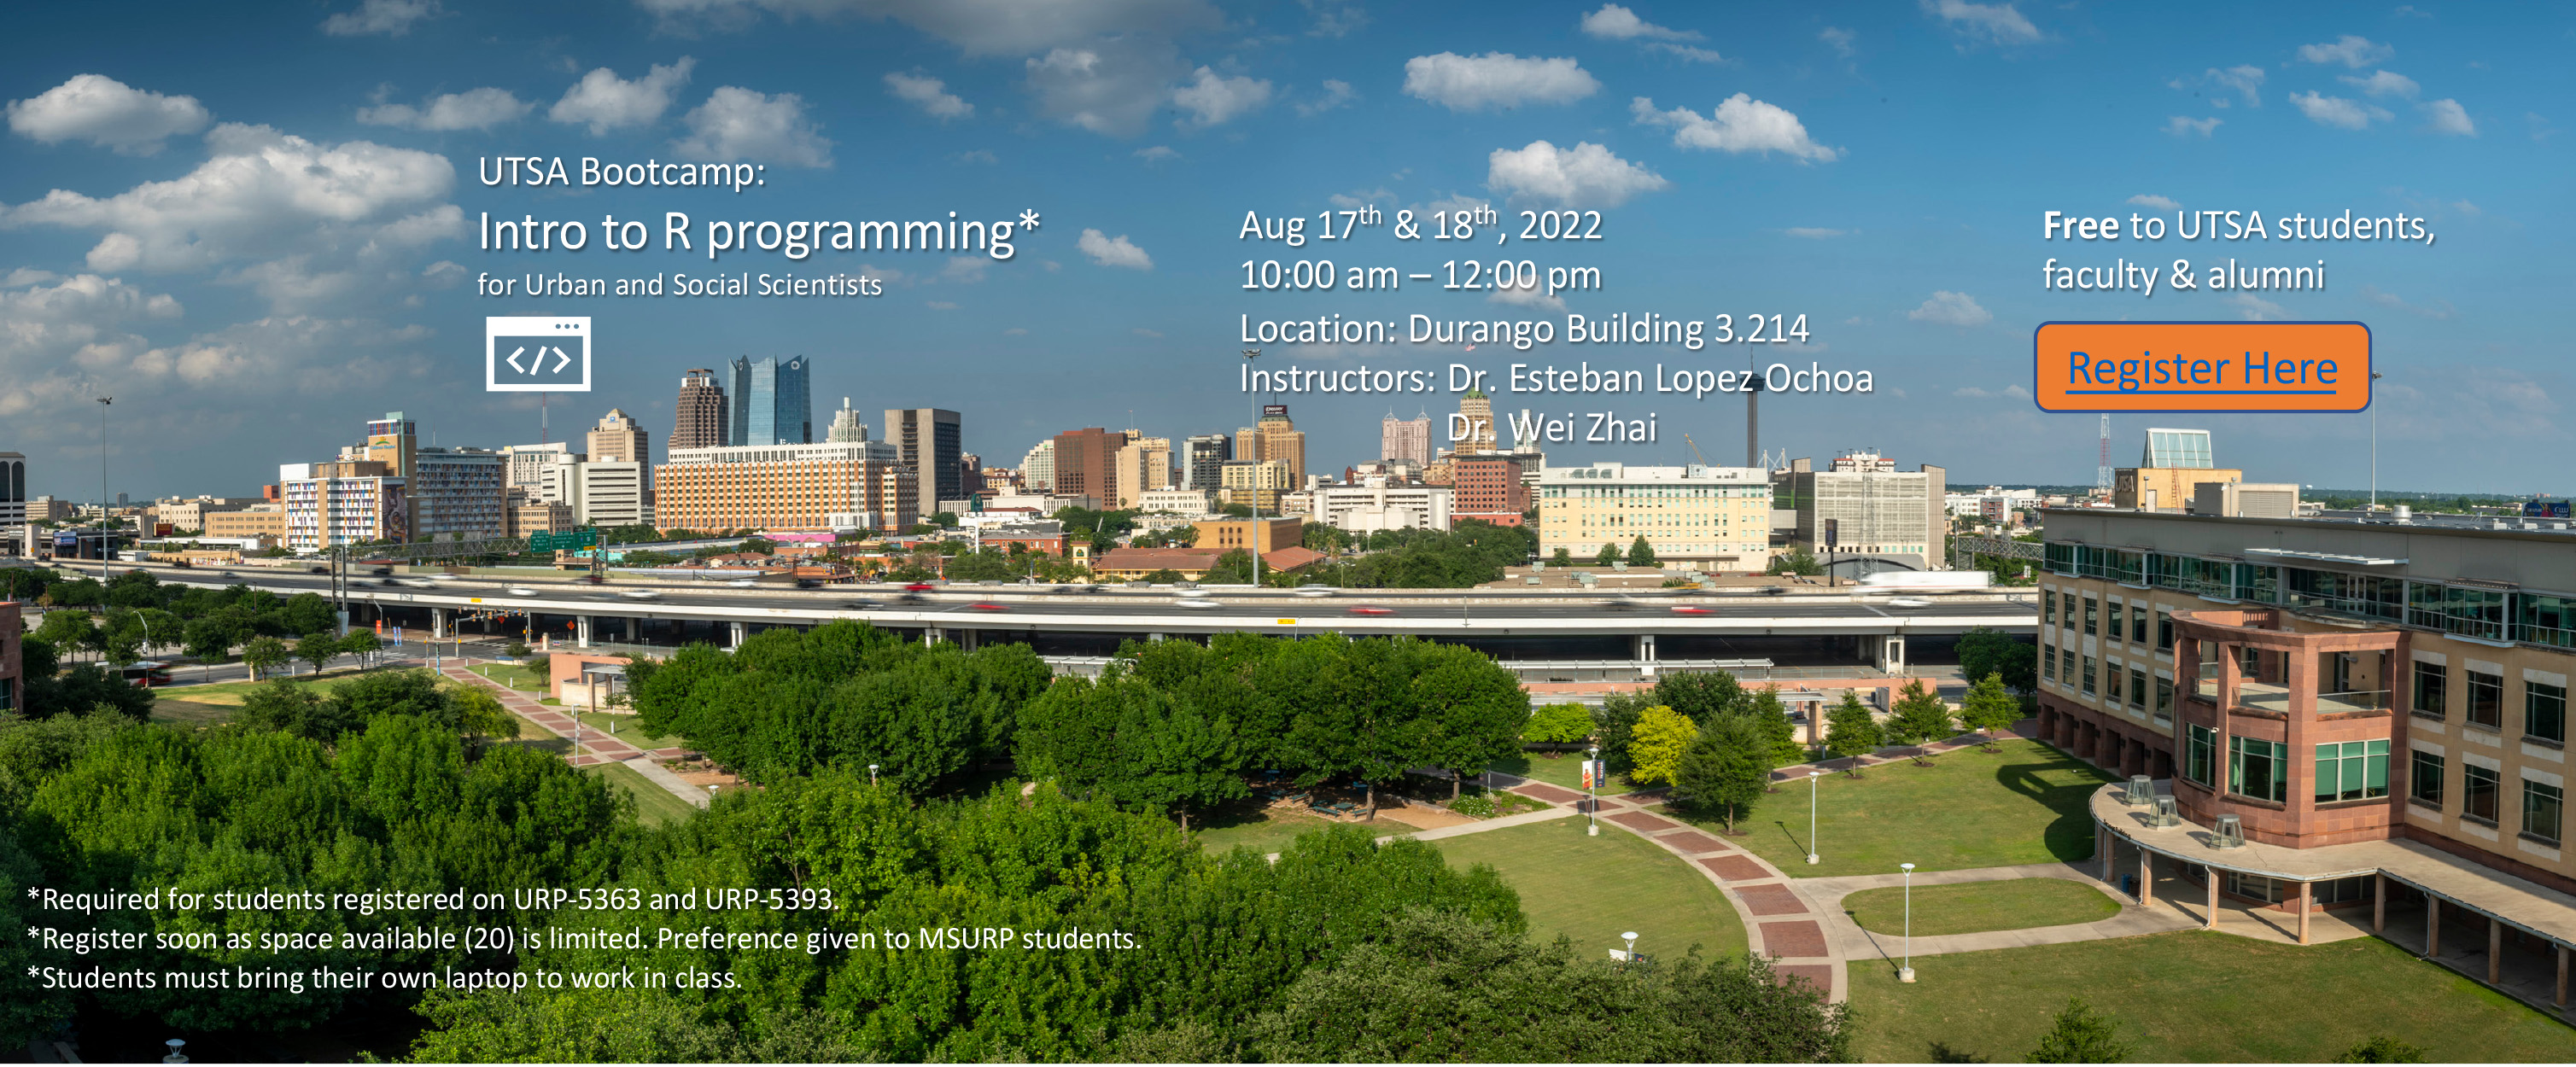 UTSA Bootcamp:
Intro to R programming*
for Urban and Social Scientists
</>
Aug 17th & 18th, 2022
10:00 am – 12:00 pm
Location: Durango Building 3.214
Instructors: Dr. Esteban Lopez Ochoa
Dr. Wei Zhai
Free to UTSA students,
faculty & alumni
Register Here
UTSA
*Required for students registered on URP-5363 and URP-5393.
*Register soon as space available (20) is limited. Preference given to MSURP students.
*Students must bring their own laptop to work in class.